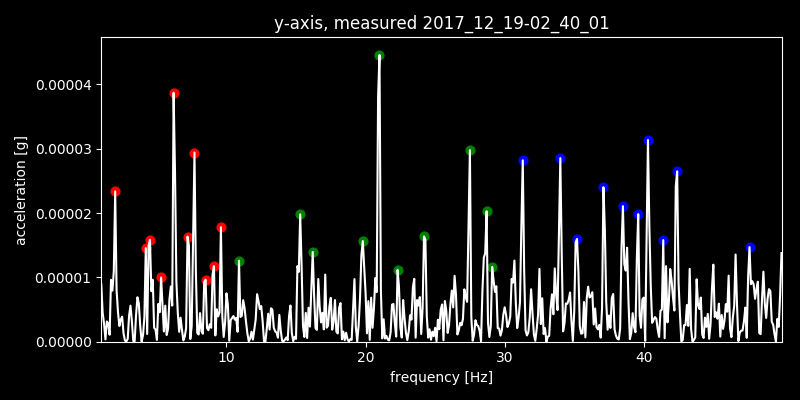 y-axis, measured 2017_12_19-02_40_01
0.00004
0.00003
0.00002
0.00001
0.00000
acceleration [g]
10 20 30 40
frequency [Hz]